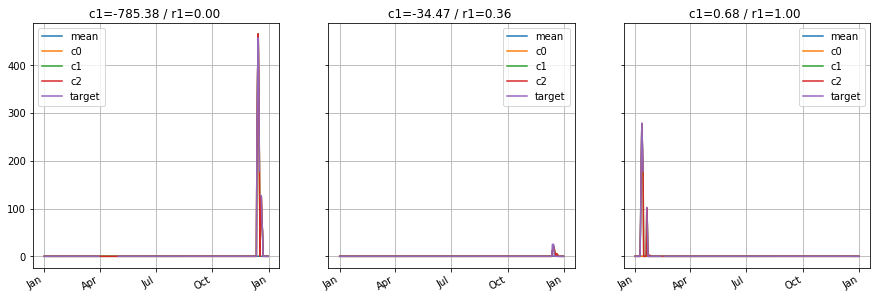 c1=-785.38 / r1=0.00
c1=-34.47 / r1=0.36
c1=0.68 / r1=1.00
mean
c0
c1
c2
target
mean
c0
c1
c2
target
mean
c0
c1
c2
target
400
300
200
100
0
Jan
Apr
Jul
Oct
Jan
Jan
Apr
Jul
Oct
Jan
Jan
Apr
Jul
Oct
Jan